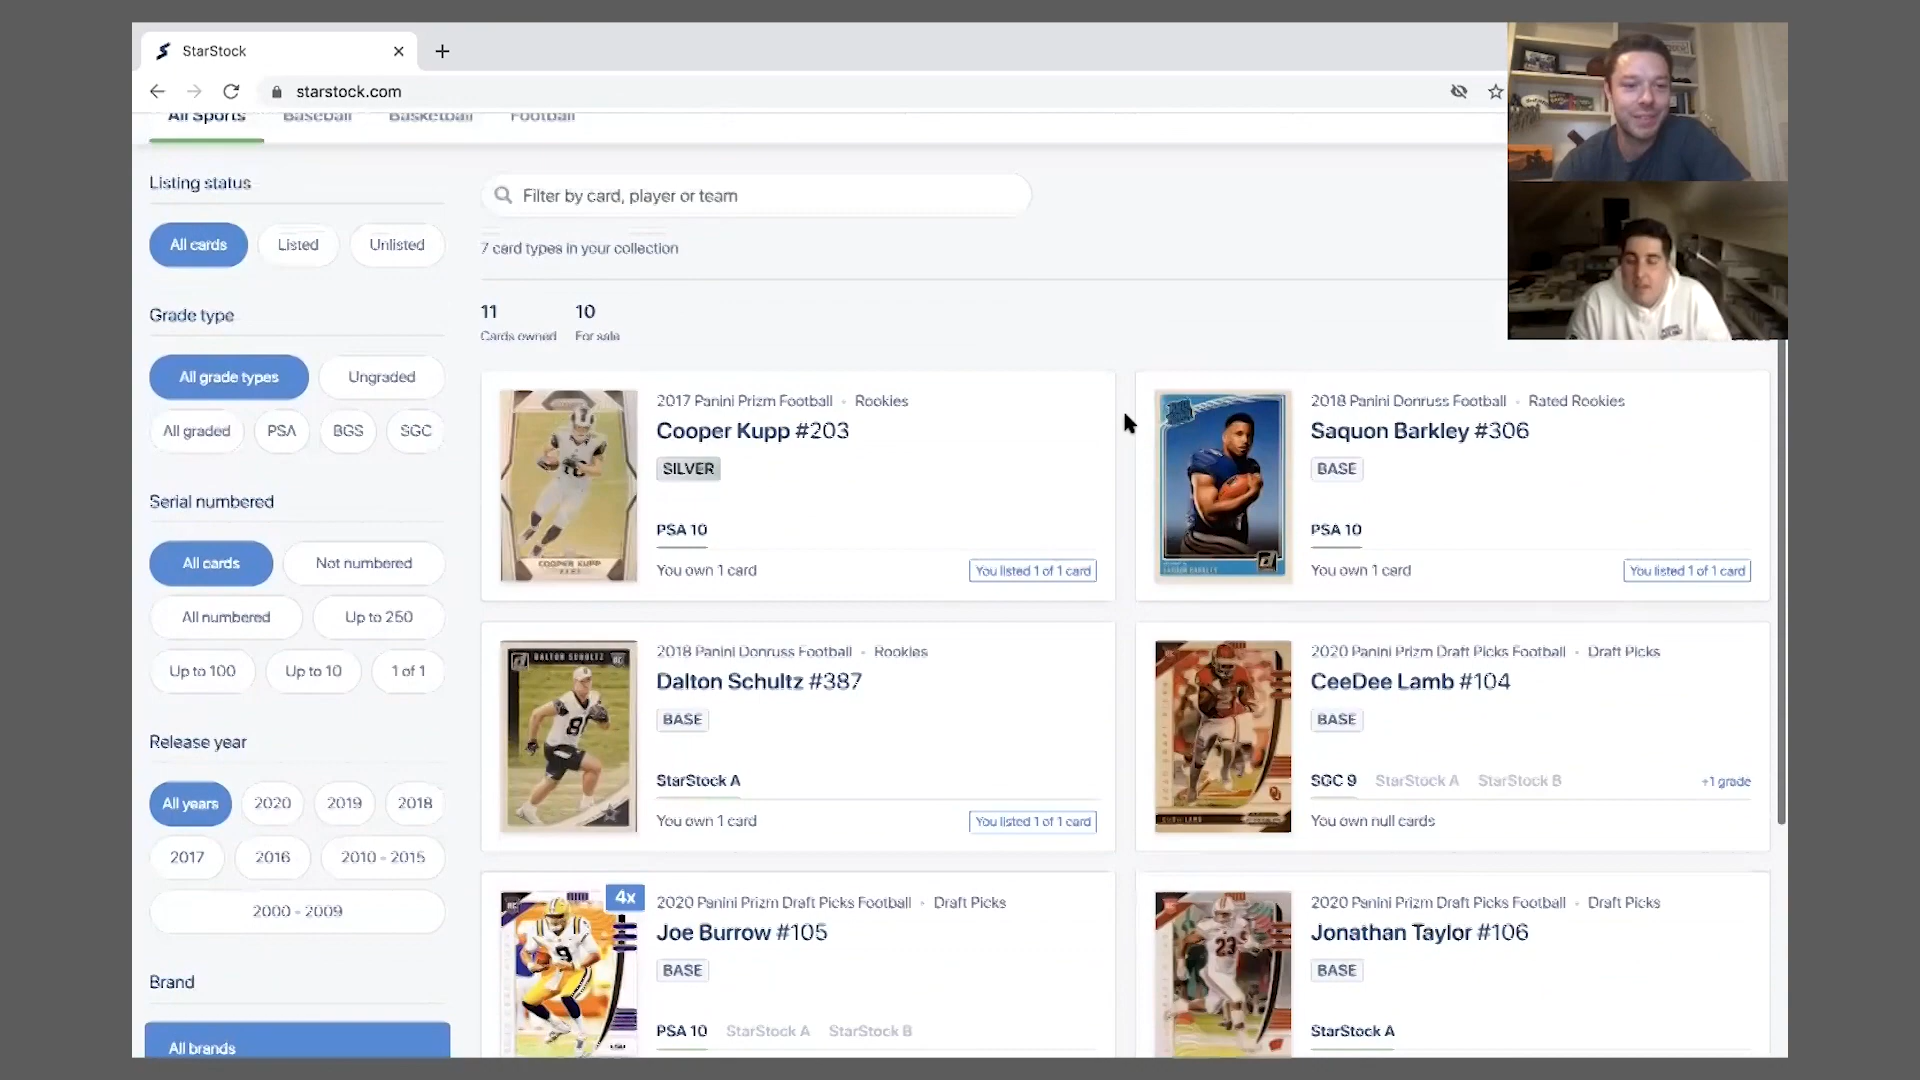 StarStock
starstock.com
All Sports Baseball Basketball Football
Listing status
All cards Listed Unlisted
Grade type
All grade types Ungraded
All graded PSA BGS SGC
Serial numbered
All cards Not numbered
All numbered Up to 250
Up to 100 Up to 10 1 of 1
Release year
All years 2020 2019 2018
2017 2016 2010 - 2015
2000 - 2009
Brand
All brands
Filter by card, player or team
7 card types in your collection
11 10
Cards owned For sale
2017 Panini Prizm Football • Rookies
Cooper Kupp #203
SILVER
PSA 10
You own 1 card You listed 1 of 1 card
COOPER KUPP
2018 Panini Donruss Football • Rated Rookies
Saquon Barkley #306
BASE
PSA 10
You own 1 card You listed 1 of 1 card
2018 Panini Donruss Football • Rookies
Dalton Schultz #387
BASE
StarStock A
You own 1 card You listed 1 of 1 card
DALTON SCHULTZ
2020 Panini Prizm Draft Picks Football • Draft Picks
CeeDee Lamb #104
BASE
SGC 9 StarStock A StarStock B +1 grade
You own null cards
4x
2020 Panini Prizm Draft Picks Football • Draft Picks
Joe Burrow #105
BASE
PSA 10 StarStock A StarStock B
9
2020 Panini Prizm Draft Picks Football • Draft Picks
Jonathan Taylor #106
BASE
StarStock A
23